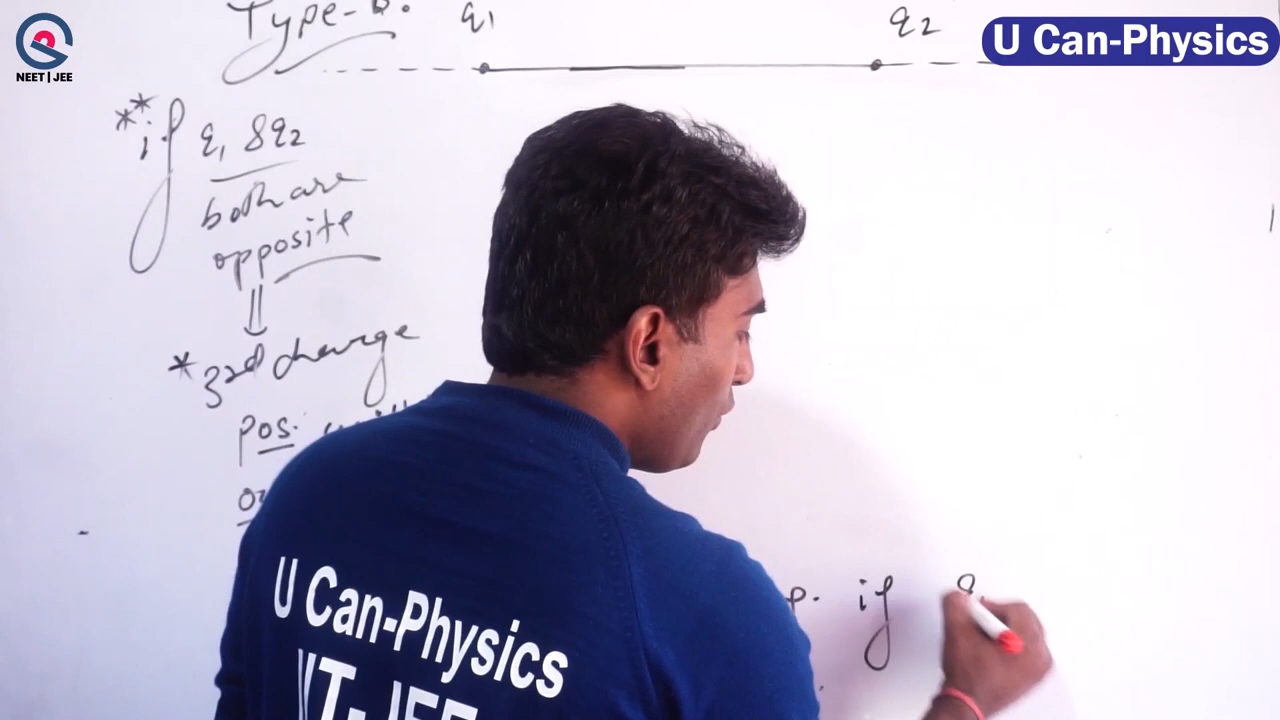 Type-
q1
q2
U Can-Physics
NEET | JEE
** if q1 & q2
both are
opposite
⇓
* 3rd charge
pos.
if q1
U Can-Physics